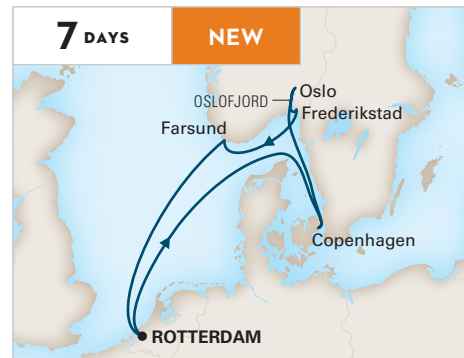 7 DAYS
NEW
Oslo
OSLOFJORD
Frederikstad
Farsund
Copenhagen
ROTTERDAM